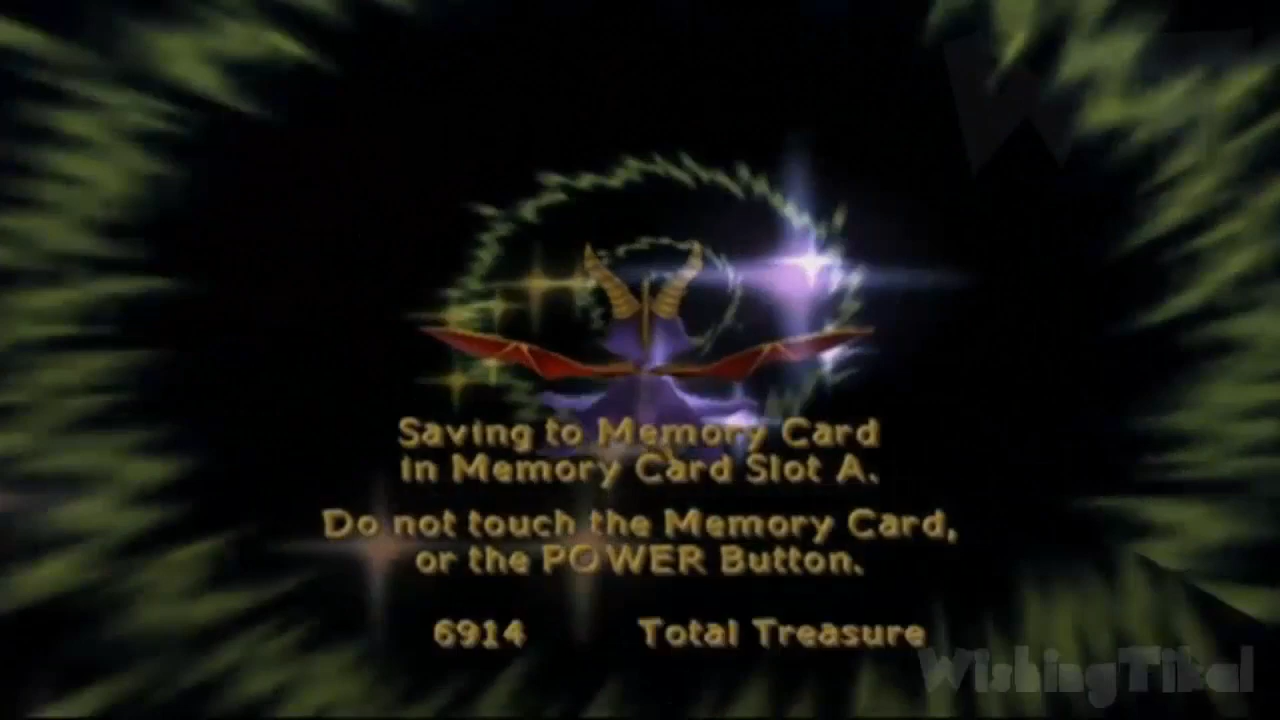 Saving to Memory Card
in Memory Card Slot A.
Do not touch the Memory Card,
or the POWER Button.
6914 Total Treasure
WishingTikal